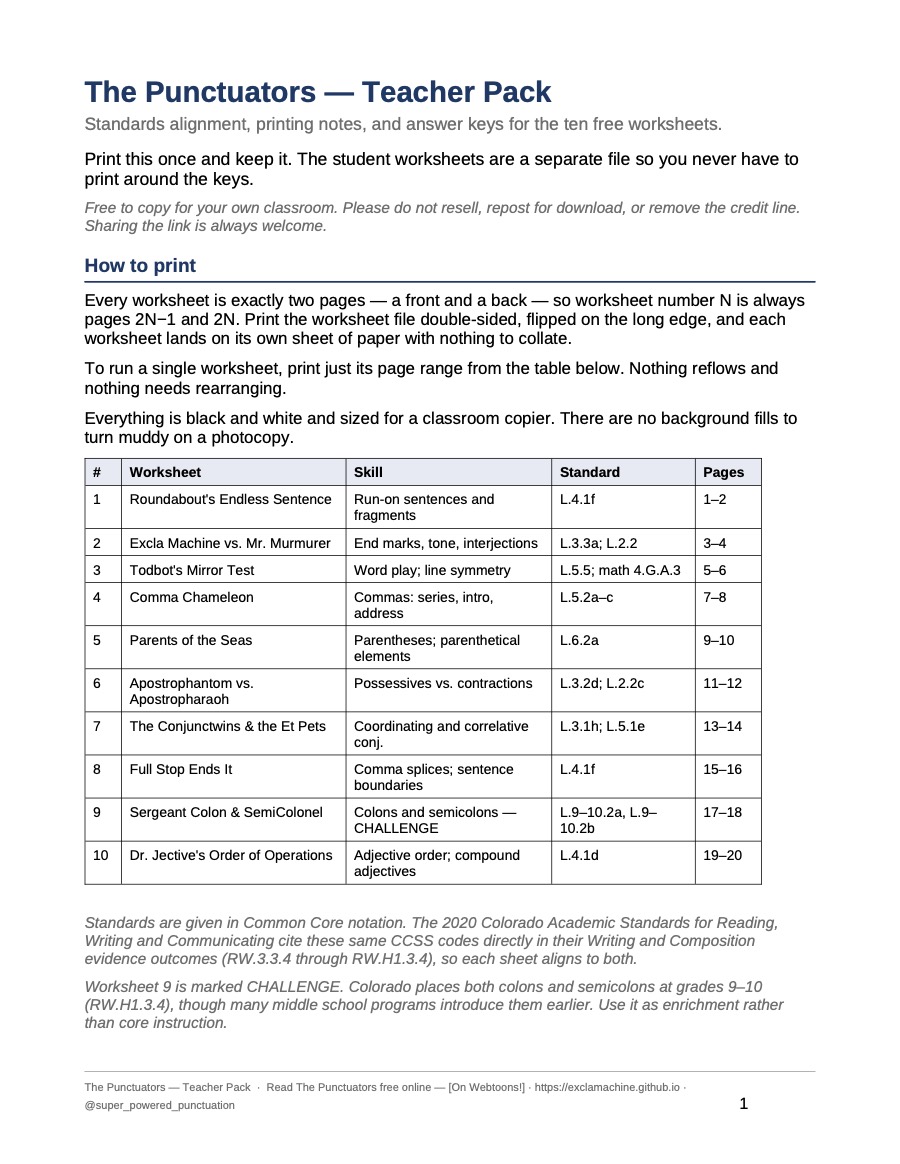 The Punctuators — Teacher Pack
Standards alignment, printing notes, and answer keys for the ten free worksheets.
Print this once and keep it. The student worksheets are a separate file so you never have to
print around the keys.
Free to copy for your own classroom. Please do not resell, repost for download, or remove the credit line.
Sharing the link is always welcome.
How to print
Every worksheet is exactly two pages — a front and a back — so worksheet number N is always
pages 2N−1 and 2N. Print the worksheet file double-sided, flipped on the long edge, and each
worksheet lands on its own sheet of paper with nothing to collate.
To run a single worksheet, print just its page range from the table below. Nothing reflows and
nothing needs rearranging.
Everything is black and white and sized for a classroom copier. There are no background fills to
turn muddy on a photocopy.
# Worksheet Skill Standard Pages
1 Roundabout's Endless Sentence Run-on sentences and L.4.1f 1–2
fragments
2 Excla Machine vs. Mr. Murmurer End marks, tone, interjections L.3.3a; L.2.2 3–4
3 Todbot's Mirror Test Word play; line symmetry L.5.5; math 4.G.A.3 5–6
4 Comma Chameleon Commas: series, intro, L.5.2a–c 7–8
address
5 Parents of the Seas Parentheses; parenthetical L.6.2a 9–10
elements
6 Apostrophantom vs. Possessives vs. contractions L.3.2d; L.2.2c 11–12
Apostropharaoh
7 The Conjunctwins & the Et Pets Coordinating and correlative L.3.1h; L.5.1e 13–14
conj.
8 Full Stop Ends It Comma splices; sentence L.4.1f 15–16
boundaries
9 Sergeant Colon & SemiColonel Colons and semicolons — L.9–10.2a, L.9– 17–18
CHALLENGE 10.2b
10 Dr. Jective's Order of Operations Adjective order; compound L.4.1d 19–20
adjectives
Standards are given in Common Core notation. The 2020 Colorado Academic Standards for Reading,
Writing and Communicating cite these same CCSS codes directly in their Writing and Composition
evidence outcomes (RW.3.3.4 through RW.H1.3.4), so each sheet aligns to both.
Worksheet 9 is marked CHALLENGE. Colorado places both colons and semicolons at grades 9–10
(RW.H1.3.4), though many middle school programs introduce them earlier. Use it as enrichment rather
than core instruction.
The Punctuators — Teacher Pack · Read The Punctuators free online — [On Webtoons!] · https://exclamachine.github.io ·
@super_powered_punctuation 1